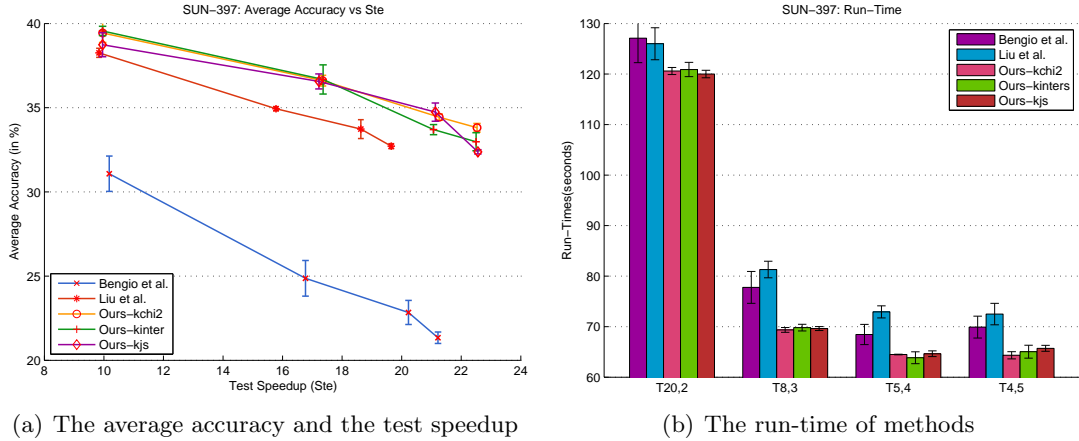 SUN-397: Average Accuracy vs Ste
40
35
30
25
20
Average Accuracy (in %)
Bengio et al.
Liu et al.
Ours-kchi2
Ours-kinter
Ours-kjs
8 10 12 14 16 18 20 22 24
Test Speedup (Ste)
(a) The average accuracy and the test speedup
SUN-397: Run-Time
130
120
110
100
90
80
70
60
Run-Times(seconds)
Bengio et al.
Liu et al.
Ours-kchi2
Ours-kinters
Ours-kjs
T20,2 T8,3 T5,4 T4,5
(b) The run-time of methods